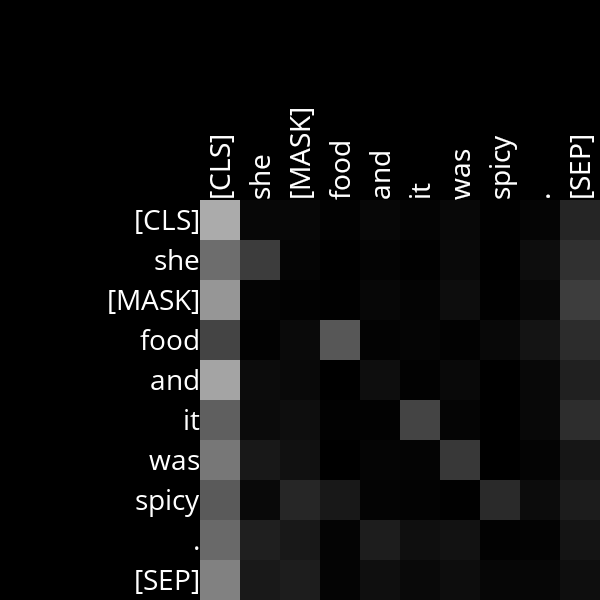 [CLS] she [MASK] food and it was spicy . [SEP]
[CLS]
she
[MASK]
food
and
it
was
spicy
.
[SEP]